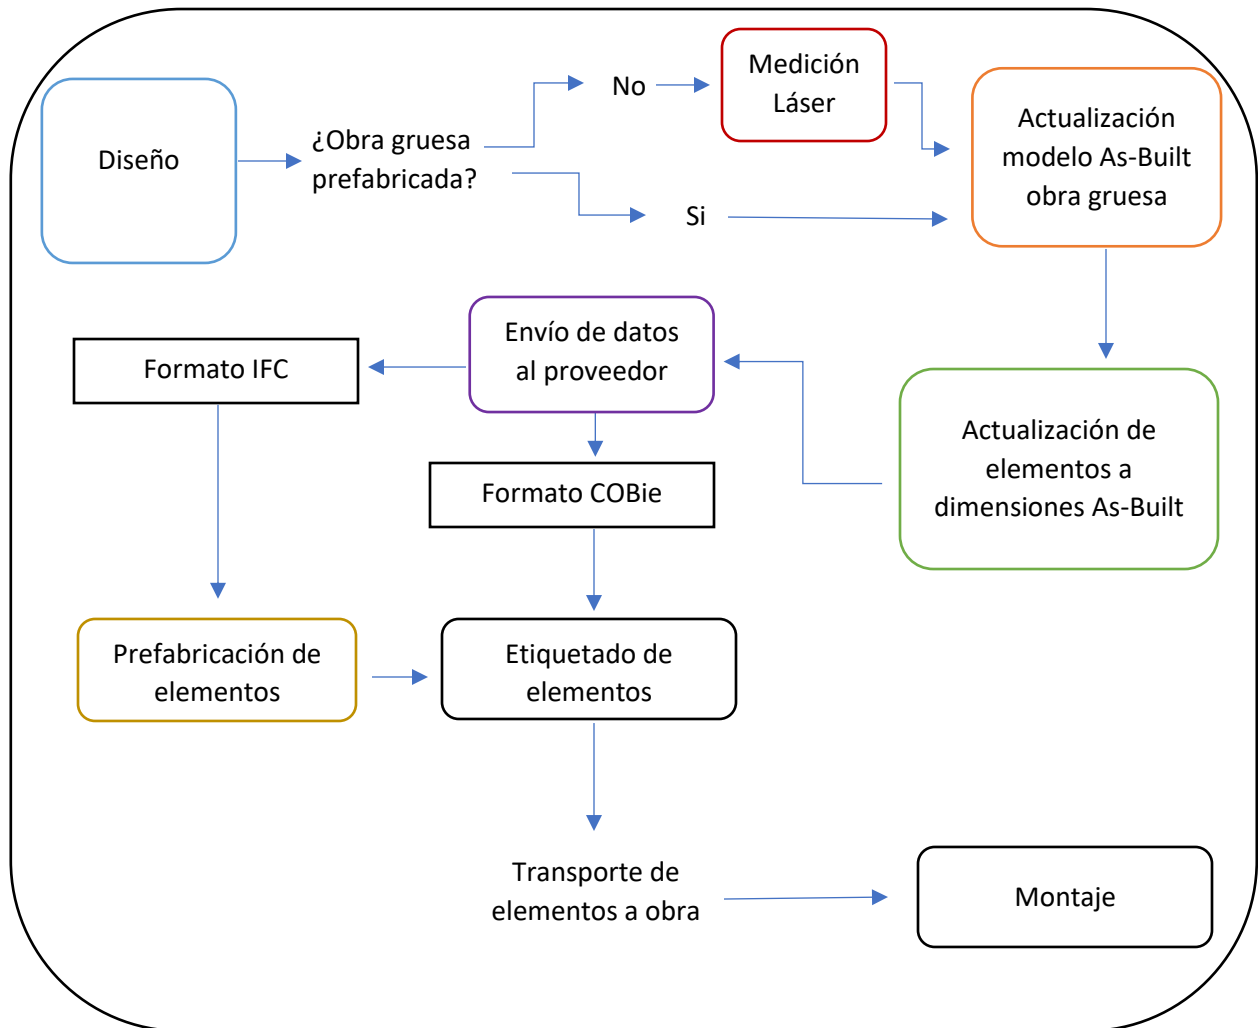 Diseño
¿Obra gruesa
prefabricada?
No
Si
Medición
Láser
Actualización
modelo As-Built
obra gruesa
Actualización de
elementos a
dimensiones As-Built
Envío de datos
al proveedor
Formato IFC
Formato COBie
Prefabricación de
elementos
Etiquetado de
elementos
Transporte de
elementos a obra
Montaje